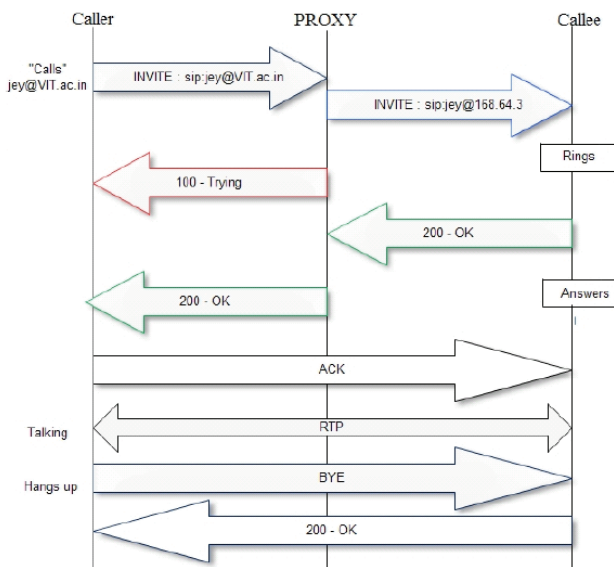 Caller PROXY Callee
"Calls"
jey@VIT.ac.in
INVITE : sip:jey@VIT.ac.in
INVITE : sip:jey@168.64.3
Rings
100 - Trying
200 - OK
200 - OK
Answers
ACK
Talking
RTP
Hangs up
BYE
200 - OK